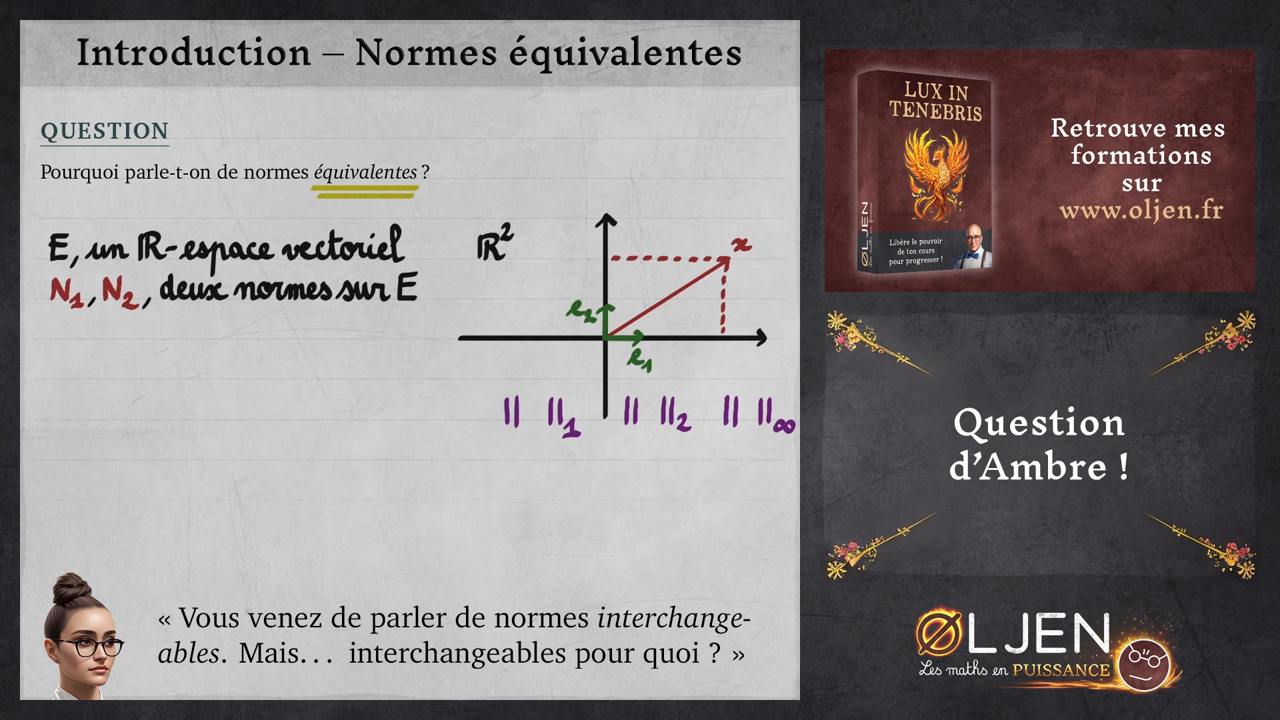 Introduction – Normes équivalentes
QUESTION
Pourquoi parle-t-on de normes équivalentes ?
E, un ℝ-espace vectoriel
N₁, N₂, deux normes sur E
ℝ²
x
e₂
e₁
|| ||₁
|| ||₂
|| ||∞
« Vous venez de parler de normes interchange-
ables. Mais… interchangeables pour quoi ? »
LUX IN
TENEBRIS
OLJEN
Libère le pouvoir
de ton cours
pour progresser !
Retrouve mes
formations
sur
www.oljen.fr
Question
d'Ambre !
ØLJEN
Les maths en PUISSANCE